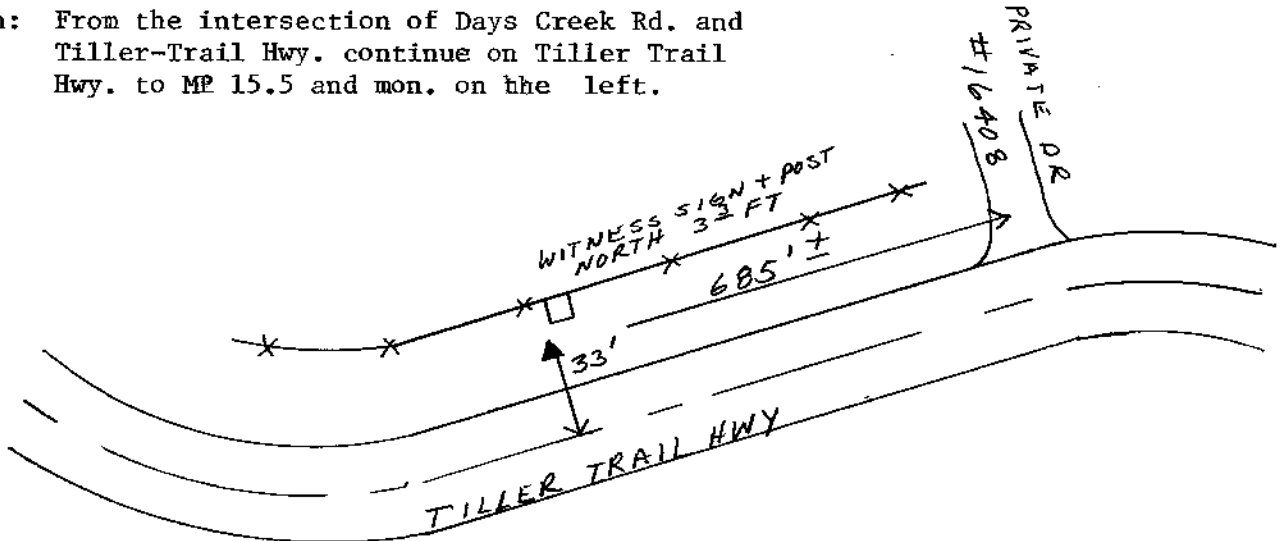 n: From the intersection of Days Creek Rd. and
Tiller-Trail Hwy. continue on Tiller Trail
Hwy. to MP 15.5 and mon. on hhe left.
PRIVATE DR
#16408
WITNESS SIGN + POST
NORTH 3± FT
685'±
33'
TILLER TRAIL HWY